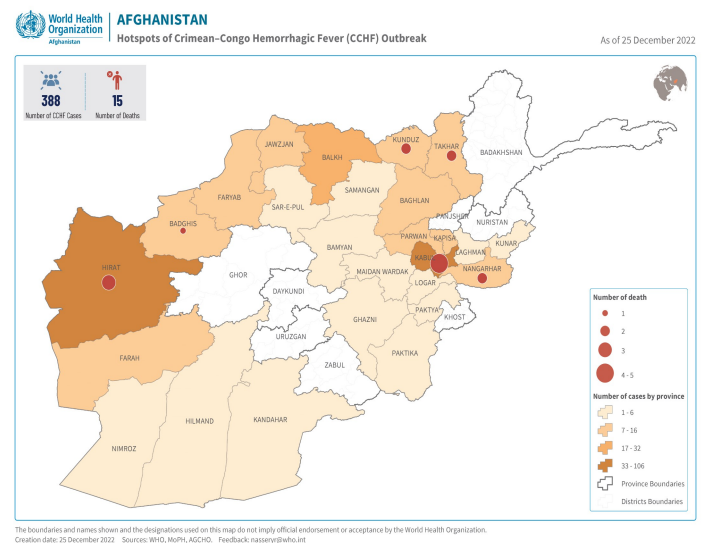 World Health
Organization
Afghanistan
AFGHANISTAN
Hotspots of Crimean–Congo Hemorrhagic Fever (CCHF) Outbreak
As of 25 December 2022
388
Number of CCHF Cases
15
Number of Deaths
KUNDUZ
TAKHAR
JAWZJAN
BALKH
BADAKHSHAN
SAMANGAN
FARYAB
BAGHLAN
SAR-E-PUL
PANJSHER
BADGHIS
NURISTAN
PARWAN
KAPISA
KUNAR
BAMYAN
LAGHMAN
KABUL
HIRAT
GHOR
MAIDAN WARDAK
NANGARHAR
LOGAR
DAYKUNDI
PAKTYA
KHOST
GHAZNI
URUZGAN
PAKTIKA
FARAH
ZABUL
HILMAND
KANDAHAR
NIMROZ
Number of death
1
2
3
4 - 5
Number of cases by province
1 - 6
7 - 16
17 - 32
33 - 106
Province Boundaries
Districts Boundaries
The boundaries and names shown and the designations used on this map do not imply official endorsement or acceptance by the World Health Organization.
Creation date: 25 December 2022 Sources: WHO, MoPH, AGCHO. Feedback: nasseryr@who.int